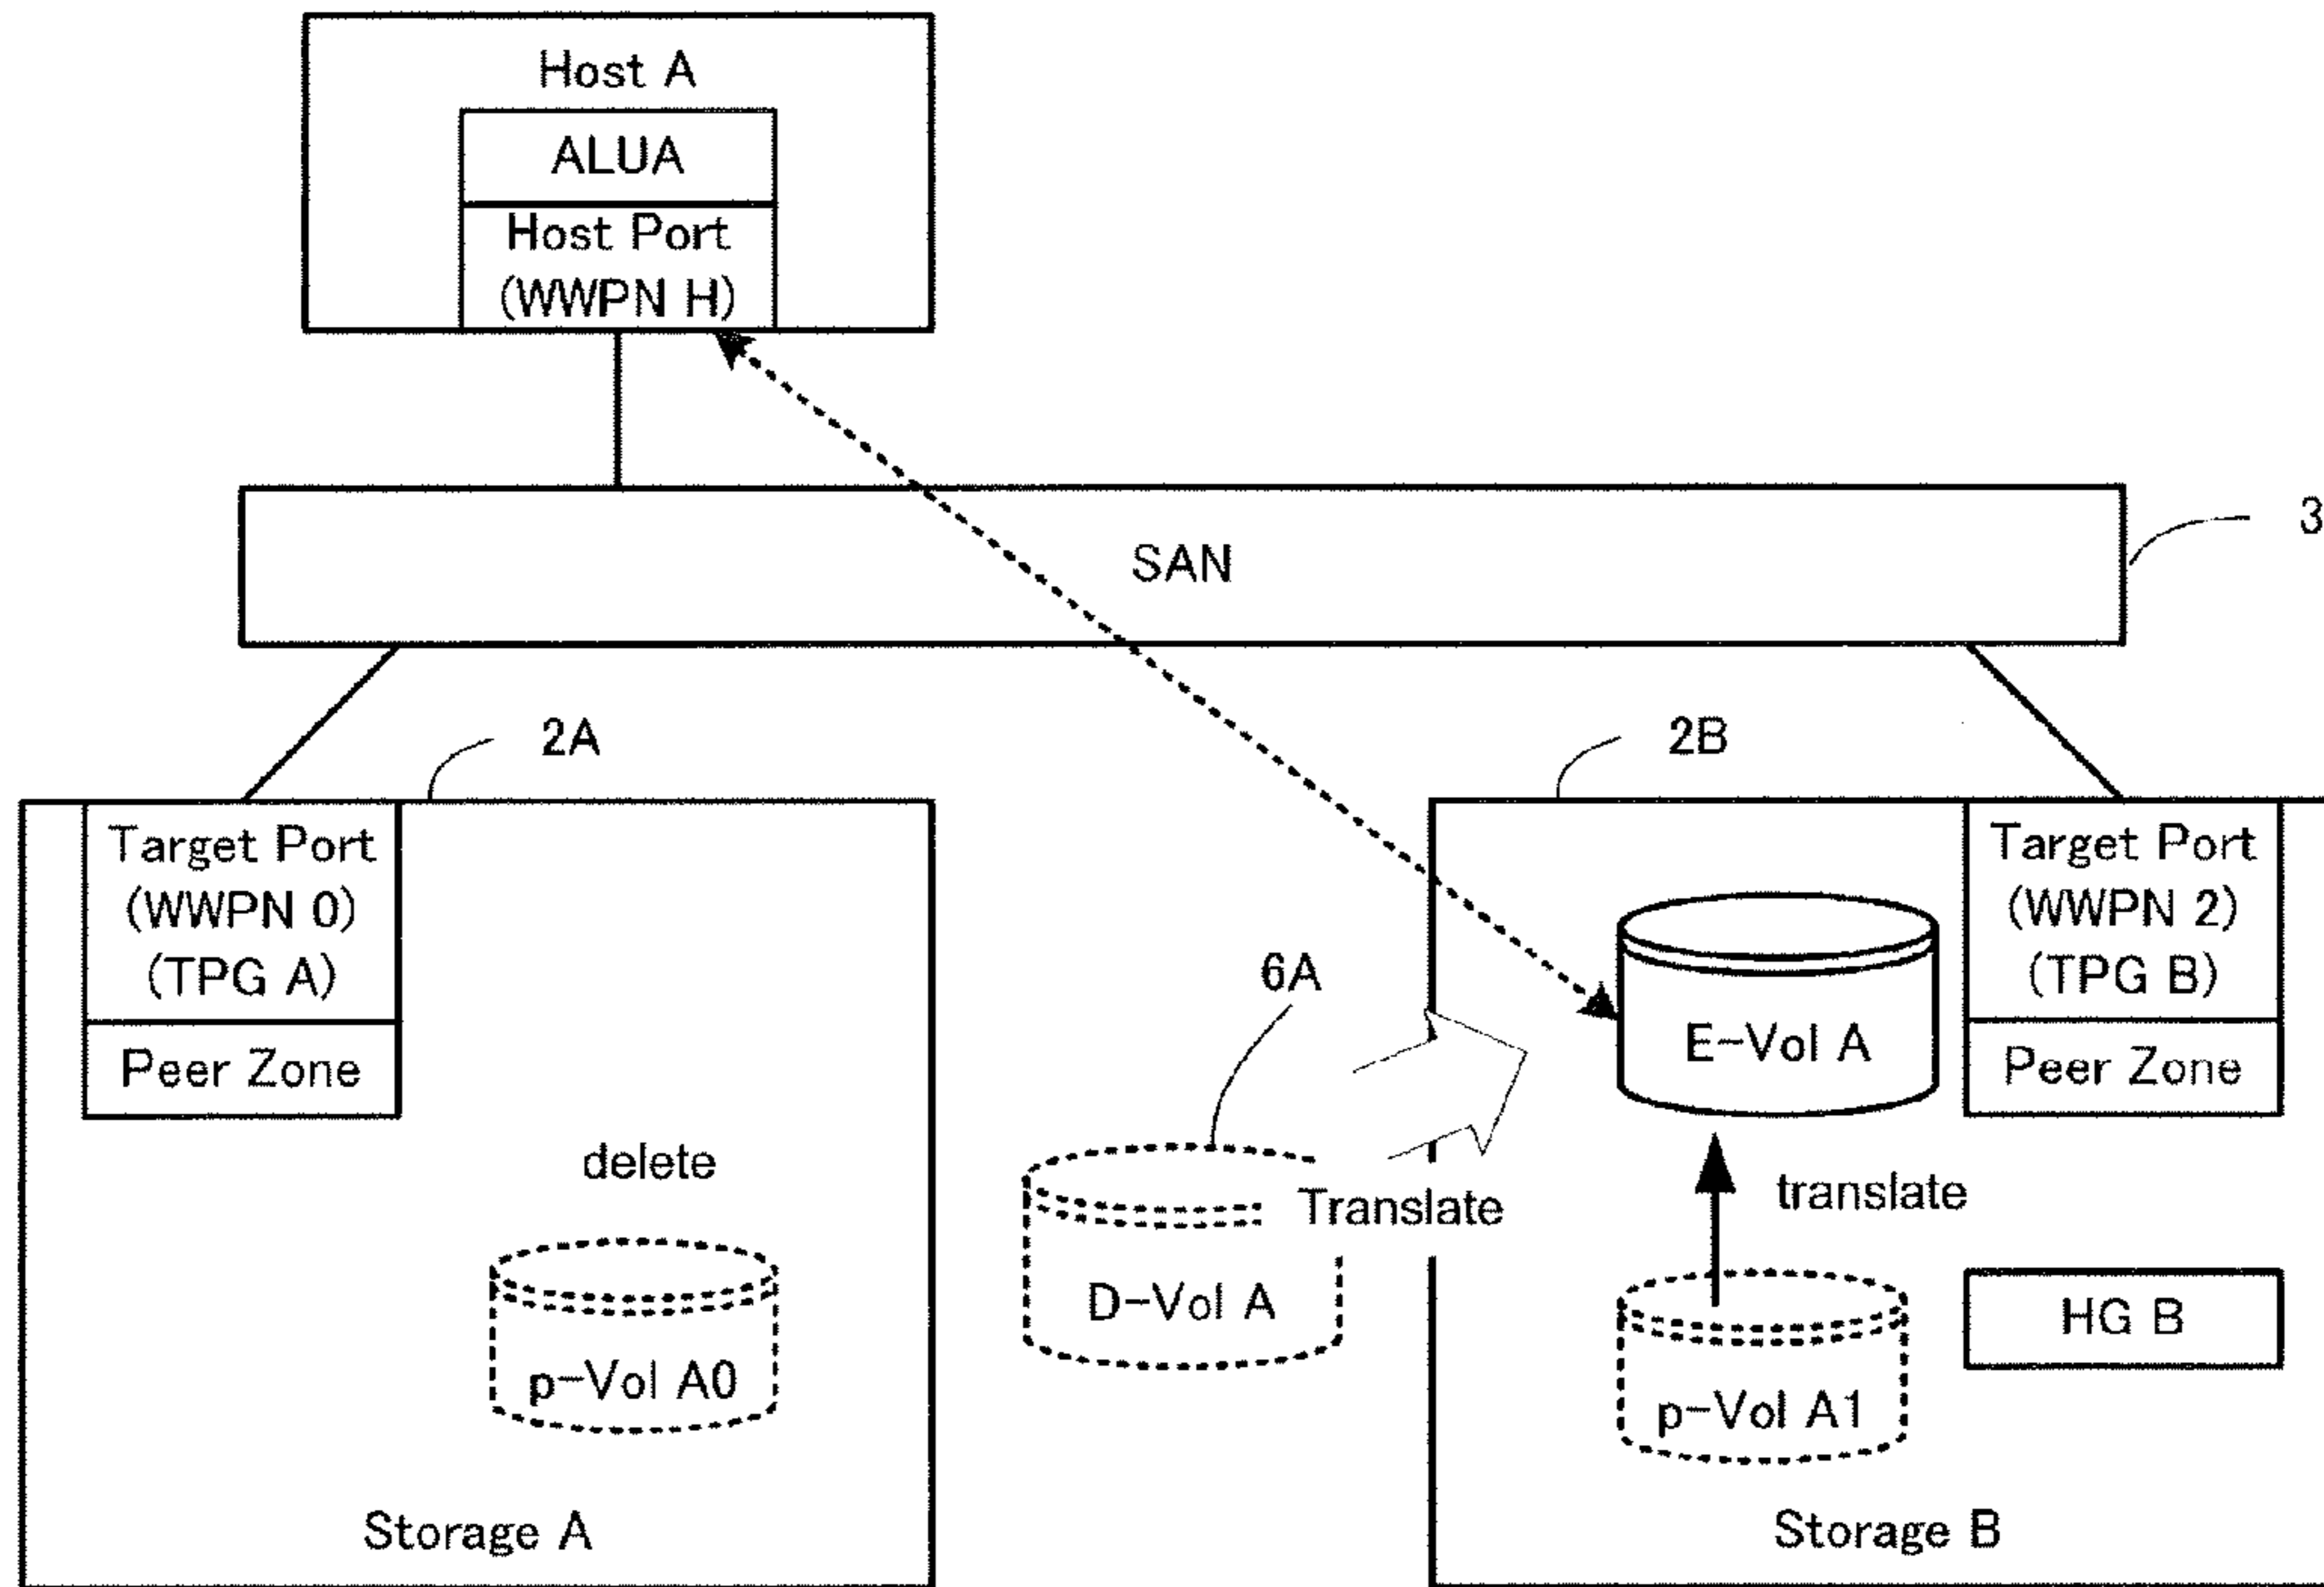 Host A
ALUA
Host Port
(WWPN H)
SAN
3
2A
2B
Target Port
(WWPN 0)
(TPG A)
Peer Zone
Target Port
(WWPN 2)
(TPG B)
Peer Zone
6A
E-Vol A
delete
Translate
translate
D-Vol A
HG B
p-Vol A0
p-Vol A1
Storage A
Storage B